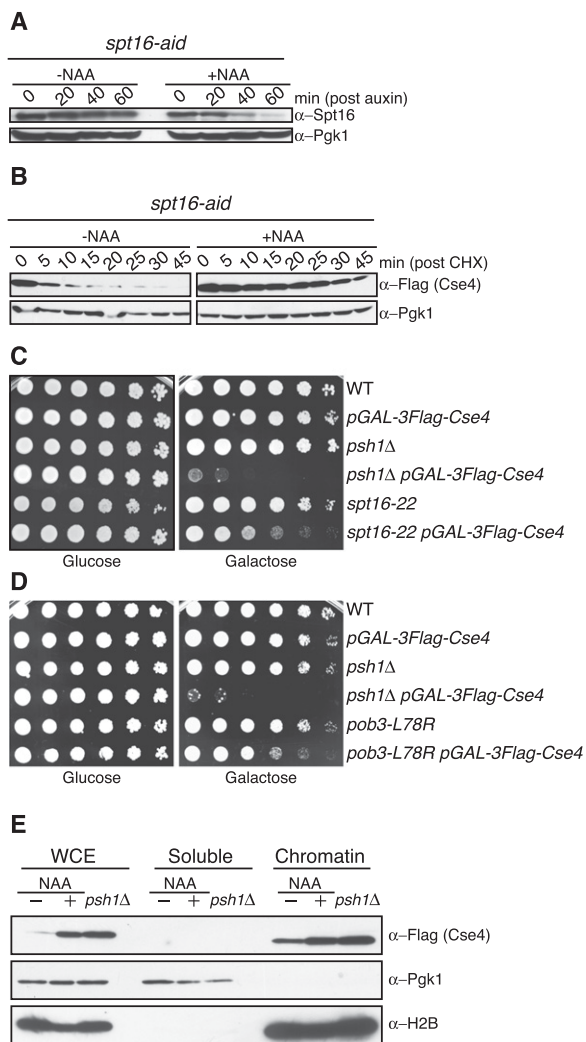 A
spt16-aid
-NAA +NAA
0 20 40 60 0 20 40 60 min (post auxin)
α–Spt16
α–Pgk1
B
spt16-aid
-NAA +NAA
0 5 10 15 20 25 30 45 0 5 10 15 20 25 30 45 min (post CHX)
α–Flag (Cse4)
α–Pgk1
C
WT
pGAL-3Flag-Cse4
psh1Δ
psh1Δ pGAL-3Flag-Cse4
spt16-22
spt16-22 pGAL-3Flag-Cse4
Glucose Galactose
D
WT
pGAL-3Flag-Cse4
psh1Δ
psh1Δ pGAL-3Flag-Cse4
pob3-L78R
pob3-L78R pGAL-3Flag-Cse4
Glucose Galactose
E
WCE Soluble Chromatin
NAA NAA NAA
– + psh1Δ – + psh1Δ – + psh1Δ
α–Flag (Cse4)
α–Pgk1
α–H2B